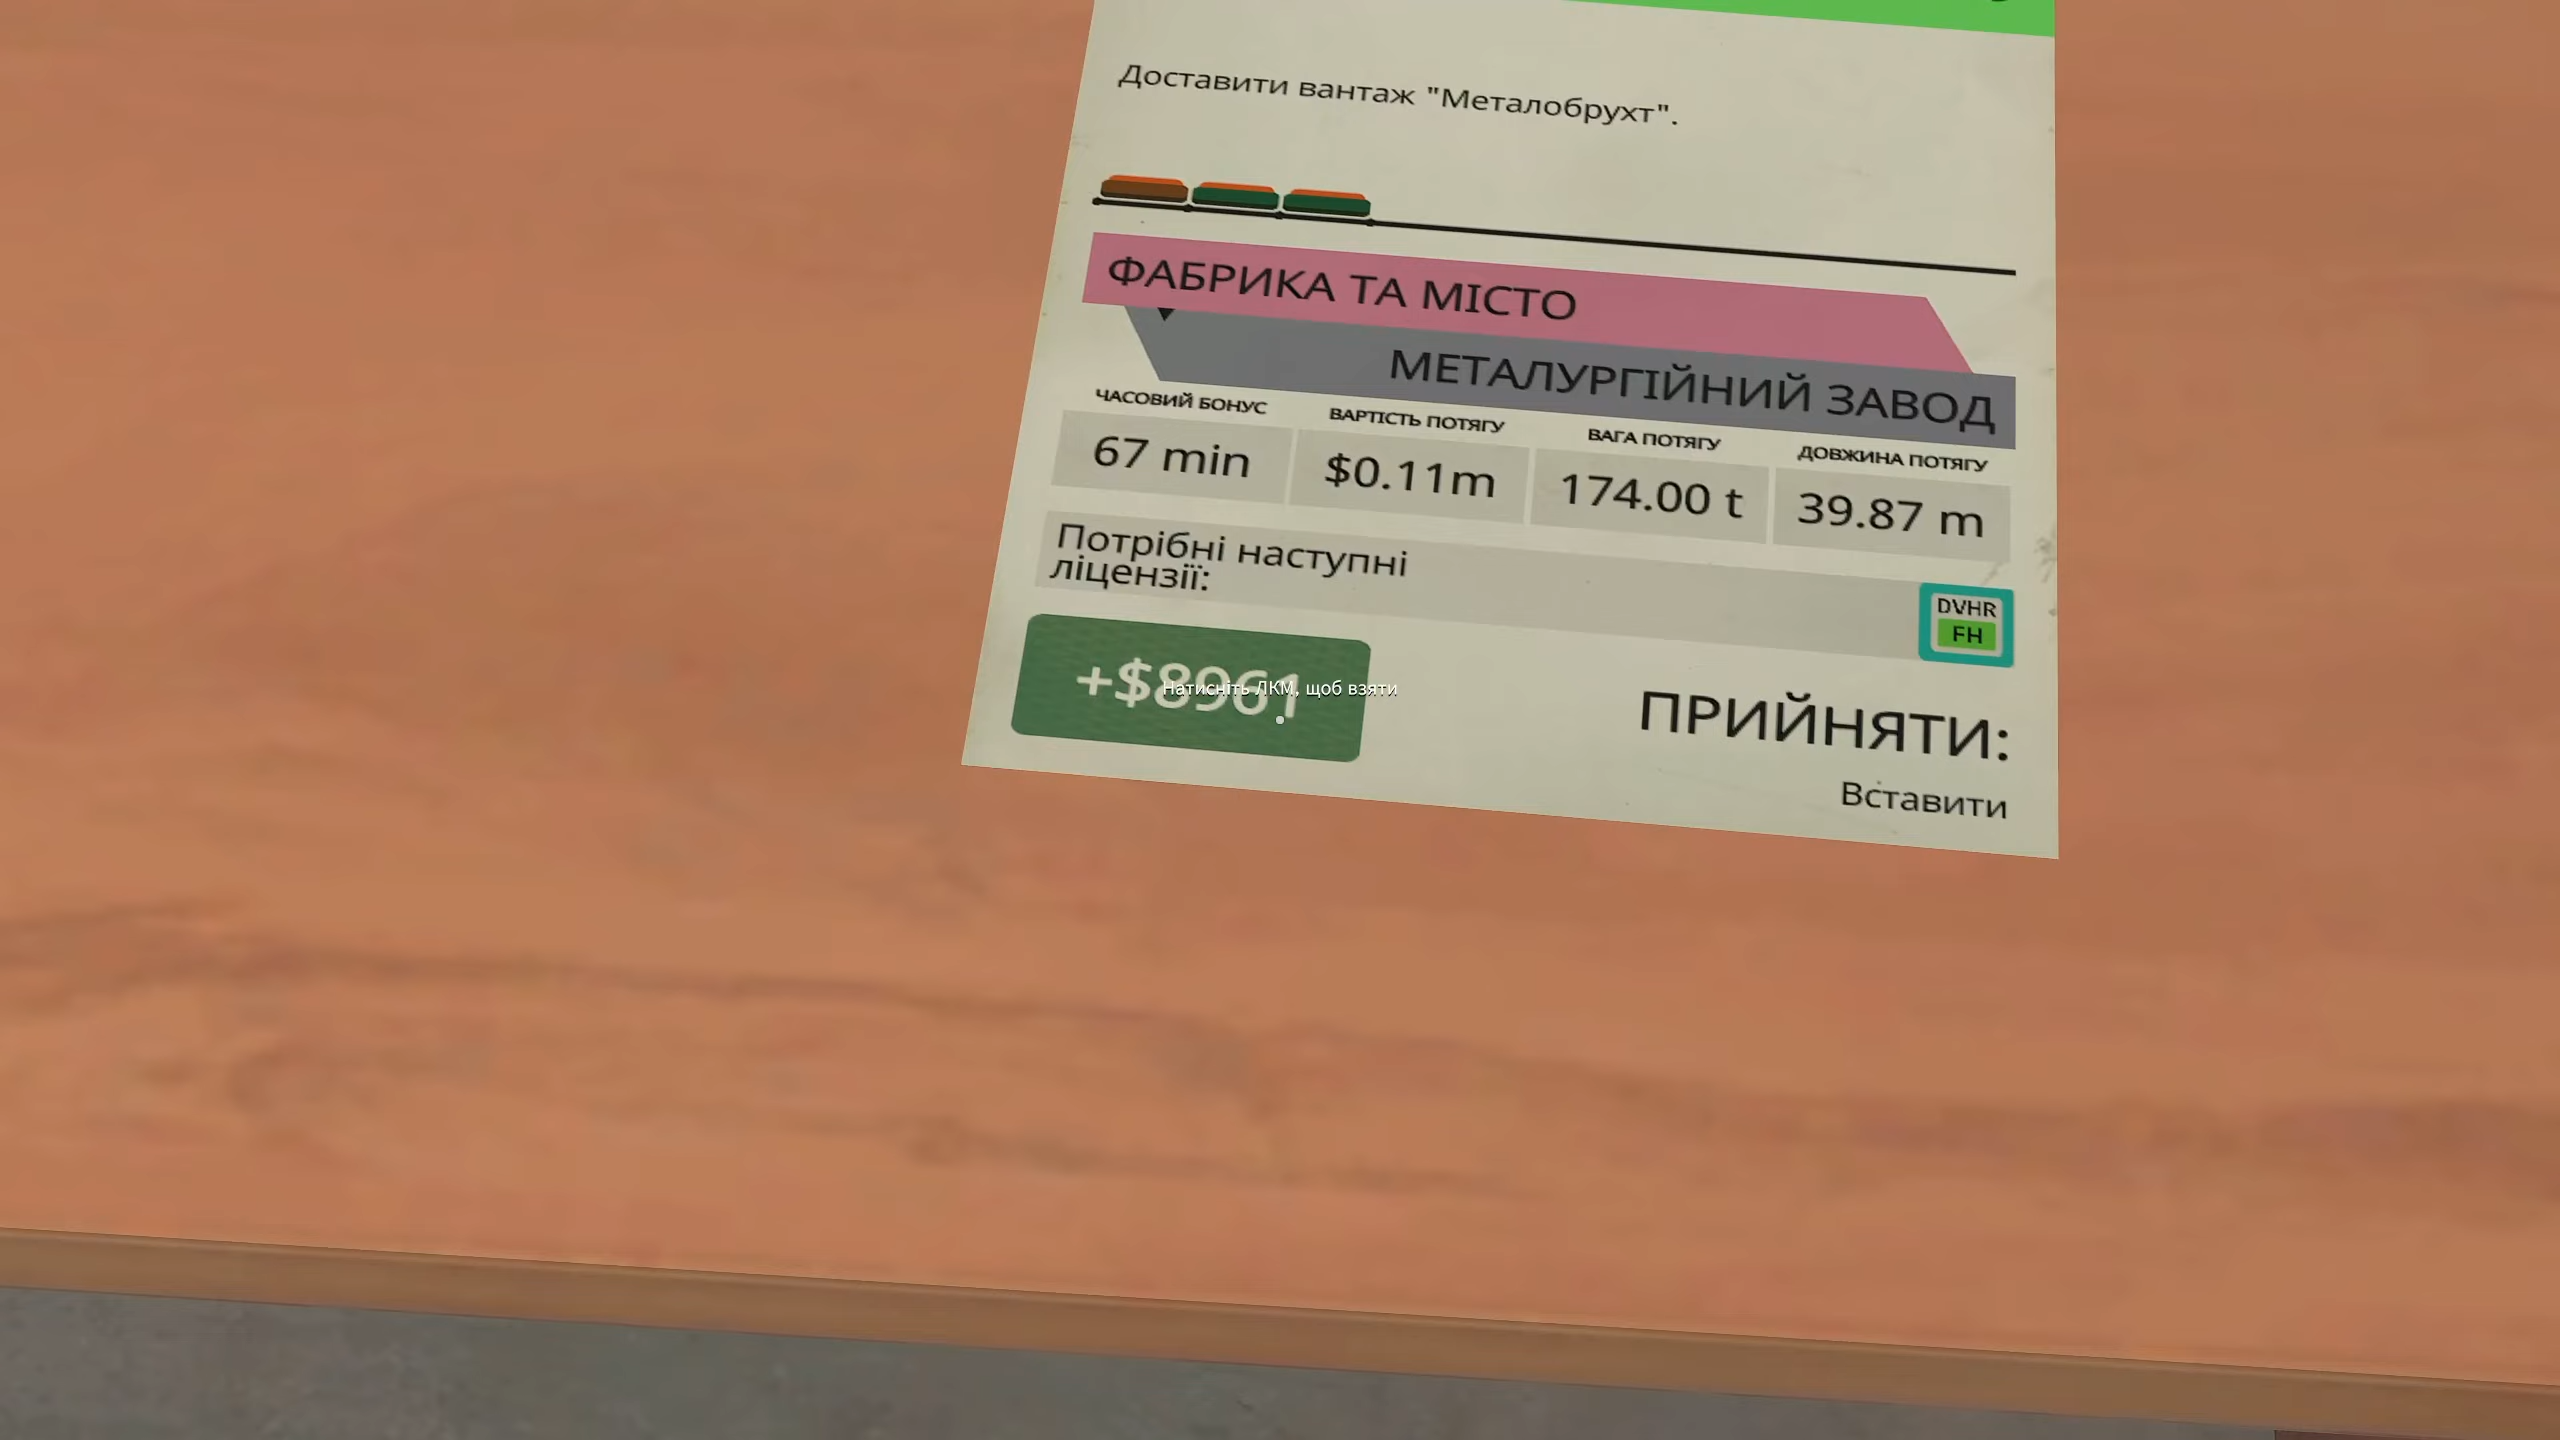 Доставити вантаж "Металобрухт".
ФАБРИКА ТА МІСТО
МЕТАЛУРГІЙНИЙ ЗАВОД
ЧАСОВИЙ БОНУС ВАРТІСТЬ ПОТЯГУ ВАГА ПОТЯГУ ДОВЖИНА ПОТЯГУ
67 min $0.11m 174.00 t 39.87 m
Потрібні наступні
ліцензії:
DVHR
FH
+$8961
Натисніть ЛКМ, щоб взяти
ПРИЙНЯТИ:
Вставити